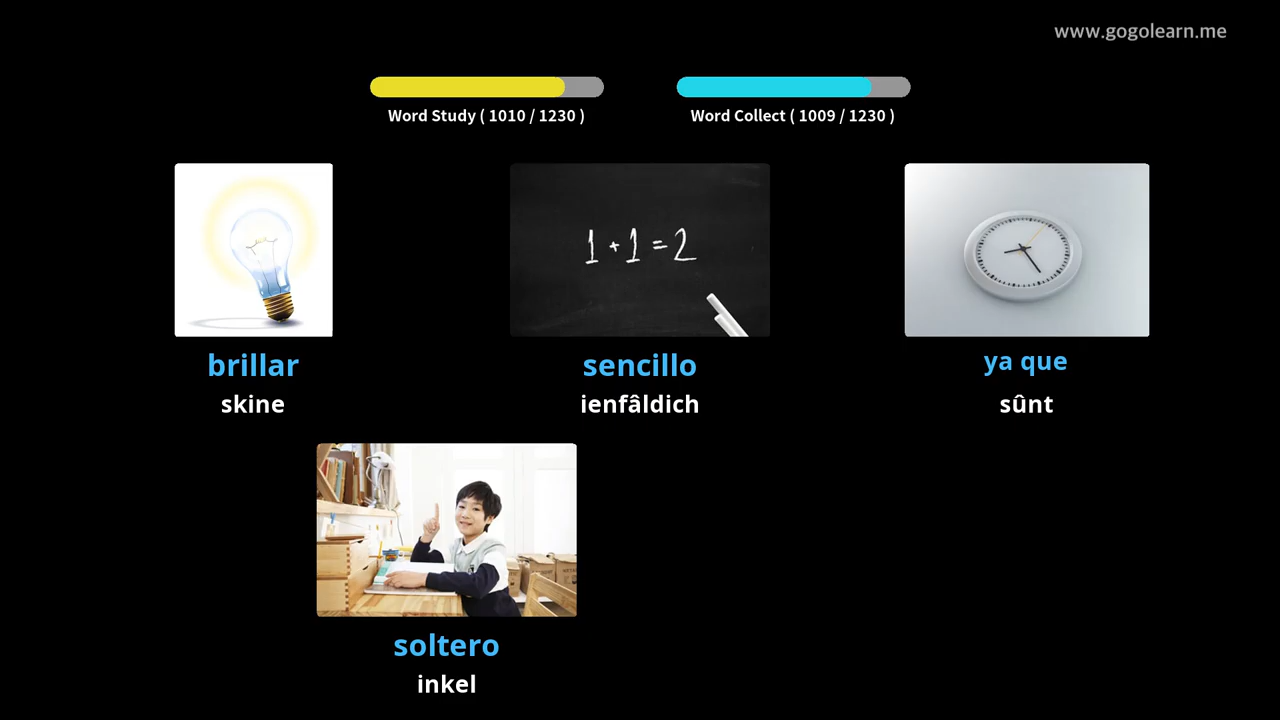 www.gogolearn.me
Word Study ( 1010 / 1230 )
Word Collect ( 1009 / 1230 )
1 + 1 = 2
brillar
skine
sencillo
ienfâldich
ya que
sûnt
soltero
inkel